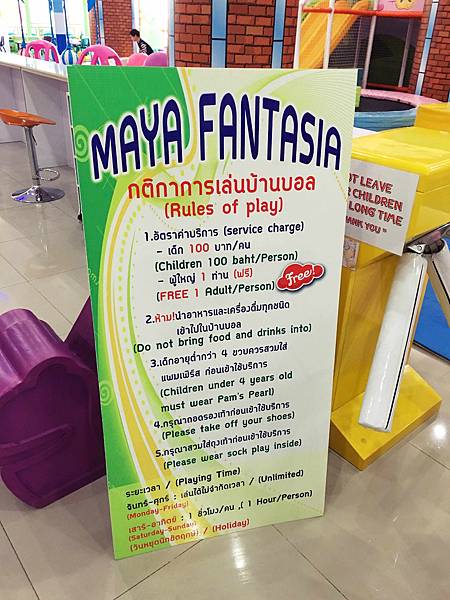 MAYA FANTASIA
กติกาการเล่นบ้านบอล
(Rules of play)
1.อัตราค่าบริการ (service charge)
- เด็ก 100 บาท/คน
(Children 100 baht/Person)
- ผู้ใหญ่ 1 ท่าน (ฟรี)
(FREE 1 Adult/Person)
Free!
2.ห้าม!นำอาหารและเครื่องดื่มทุกชนิด
เข้าไปในบ้านบอล
(Do not bring food and drinks into)
3.เด็กอายุต่ำกว่า 4 ขวบควรสวมใส่
แพมเพิร์ส ก่อนเข้าใช้บริการ
(Children under 4 years old
must wear Pam's Pearl)
4.กรุณาถอดรองเท้าก่อนเข้าใช้บริการ
(Please take off your shoes)
5.กรุณาสวมใส่ถุงเท้าก่อนเข้าใช้บริการ
(Please wear sock play inside)
ระยะเวลา / (Playing Time)
จันทร์-ศุกร์ : เล่นได้ไม่จำกัดเวลา / (Unlimited)
(Monday-Friday)
เสาร์-อาทิตย์ : 1 ชั่วโมง/คน ,( 1 Hour/Person)
(Saturday-Sunday)
(วันหยุดนักขัตฤกษ์) / (Holiday)
OT LEAVE
CHILDREN
LONG TIME
ANK YOU "